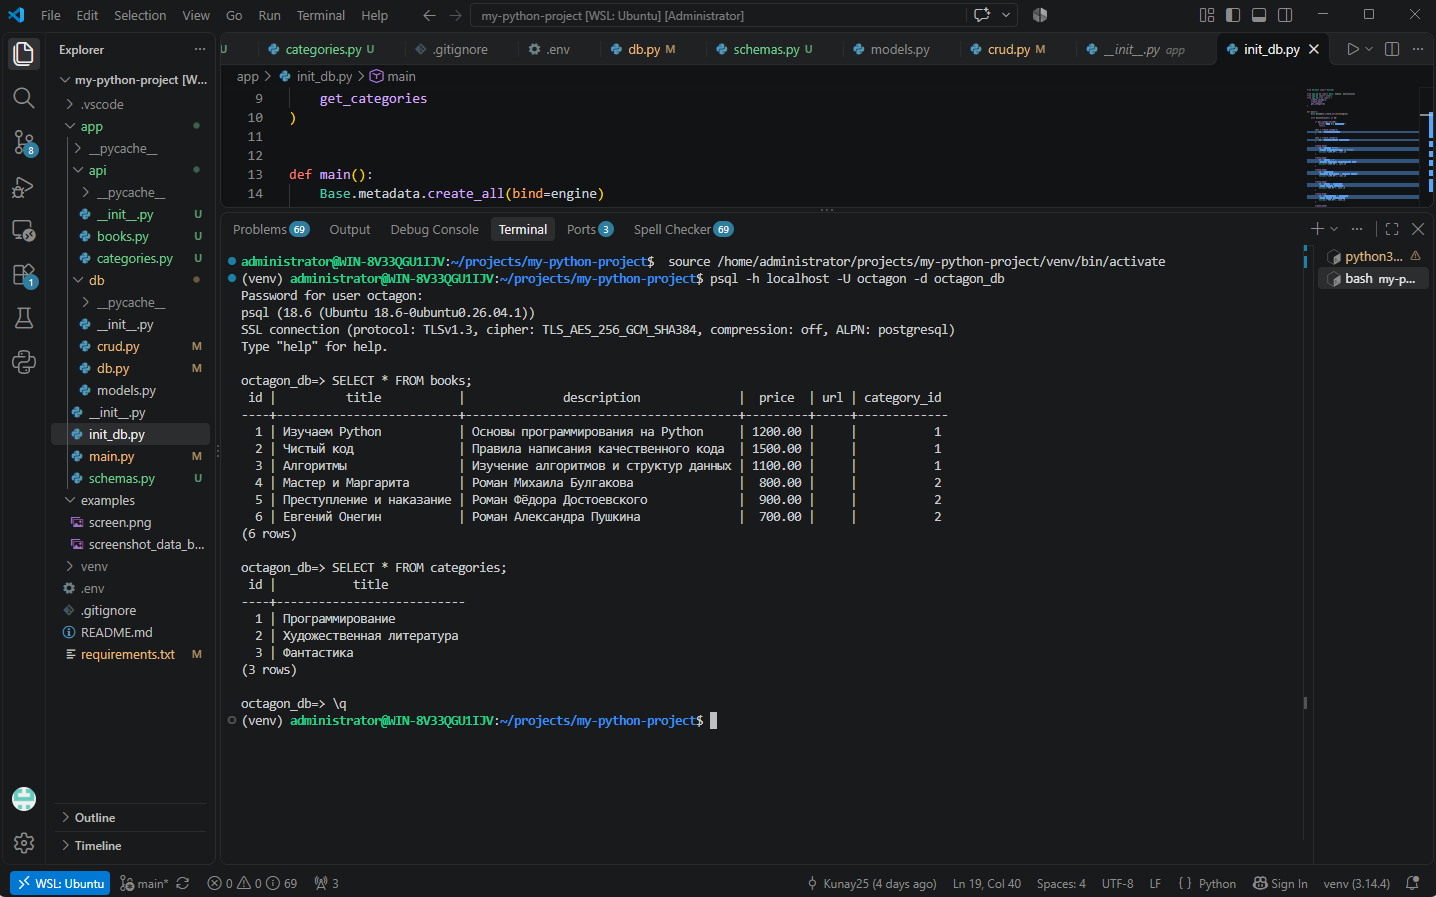 File Edit Selection View Go Run Terminal Help
my-python-project [WSL: Ubuntu] [Administrator]
Explorer
U categories.py U .gitignore .env db.py M schemas.py U models.py crud.py M __init__.py app init_db.py
app > init_db.py > main
my-python-project [W...
.vscode
app
__pycache__
api
__pycache__
__init__.py U
books.py U
categories.py U
db
__pycache__
__init__.py
crud.py M
db.py M
models.py
__init__.py
init_db.py
main.py M
schemas.py U
examples
screen.png
screenshot_data_b...
venv
.env
.gitignore
README.md
requirements.txt M
Outline
Timeline
8
1
9 get_categories
10 )
11
12
13 def main():
14 Base.metadata.create_all(bind=engine)
Problems 69 Output Debug Console Terminal Ports 3 Spell Checker 69
administrator@WIN-8V33QGU1IJV:~/projects/my-python-project$ source /home/administrator/projects/my-python-project/venv/bin/activate
(venv) administrator@WIN-8V33QGU1IJV:~/projects/my-python-project$ psql -h localhost -U octagon -d octagon_db
Password for user octagon:
psql (18.6 (Ubuntu 18.6-0ubuntu0.26.04.1))
SSL connection (protocol: TLSv1.3, cipher: TLS_AES_256_GCM_SHA384, compression: off, ALPN: postgresql)
Type "help" for help.
octagon_db=> SELECT * FROM books;
id | title | description | price | url | category_id
----+--------------------------+---------------------------------------+---------+-----+-------------
1 | Изучаем Python | Основы программирования на Python | 1200.00 | | 1
2 | Чистый код | Правила написания качественного кода | 1500.00 | | 1
3 | Алгоритмы | Изучение алгоритмов и структур данных | 1100.00 | | 1
4 | Мастер и Маргарита | Роман Михаила Булгакова | 800.00 | | 2
5 | Преступление и наказание | Роман Фёдора Достоевского | 900.00 | | 2
6 | Евгений Онегин | Роман Александра Пушкина | 700.00 | | 2
(6 rows)
octagon_db=> SELECT * FROM categories;
id | title
----+---------------------------
1 | Программирование
2 | Художественная литература
3 | Фантастика
(3 rows)
octagon_db=> \q
(venv) administrator@WIN-8V33QGU1IJV:~/projects/my-python-project$
python3...
bash my-p...
WSL: Ubuntu main* 0 0 69 3 Kunay25 (4 days ago) Ln 19, Col 40 Spaces: 4 UTF-8 LF { } Python Sign In venv (3.14.4)